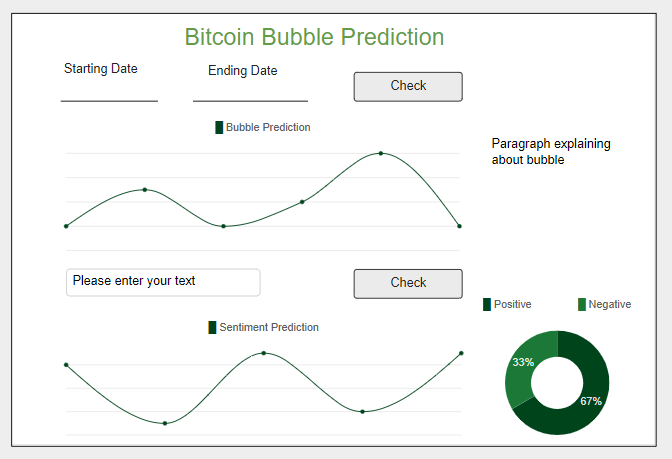 Bitcoin Bubble Prediction
Starting Date
Ending Date
Check
Bubble Prediction
Paragraph explaining
about bubble
Please enter your text
Check
Positive
Negative
Sentiment Prediction
33%
67%